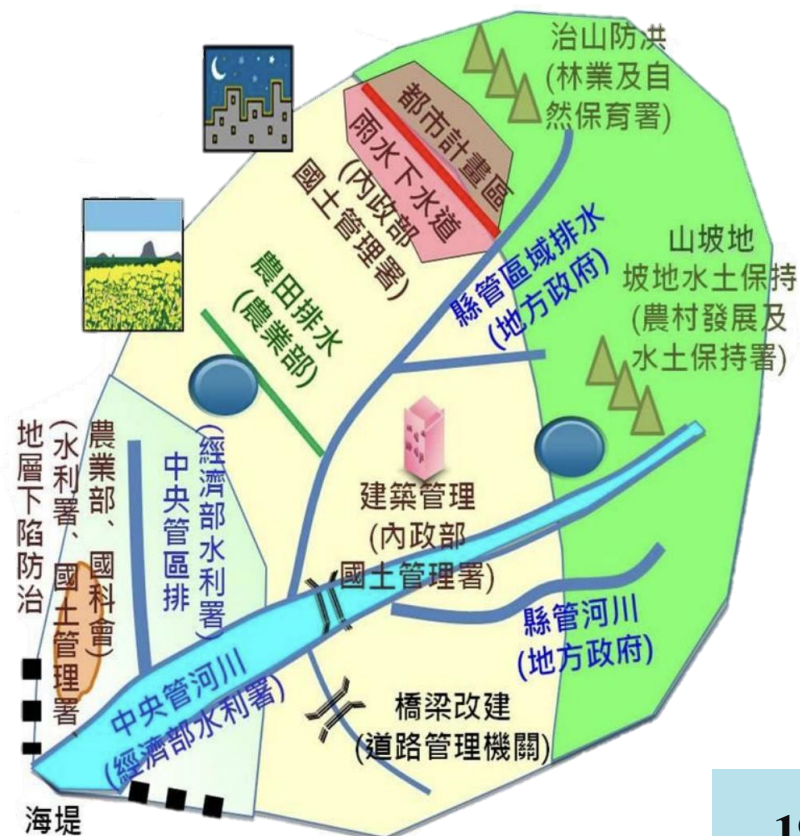 治山防洪
(林業及自
然保育署)
都市計畫區
雨水下水道
(內政部
國土管理署)
山坡地
坡地水土保持
(農村發展及
水土保持署)
縣管區域排水
(地方政府)
農田排水
(農業部)
建築管理
(內政部
國土管理署)
(經濟部水利署)
中央管區排
農業部、國科會)
(水利署、國土管理署、
地層下陷防治
縣管河川
(地方政府)
中央管河川
(經濟部水利署)
橋梁改建
(道路管理機關)
海堤